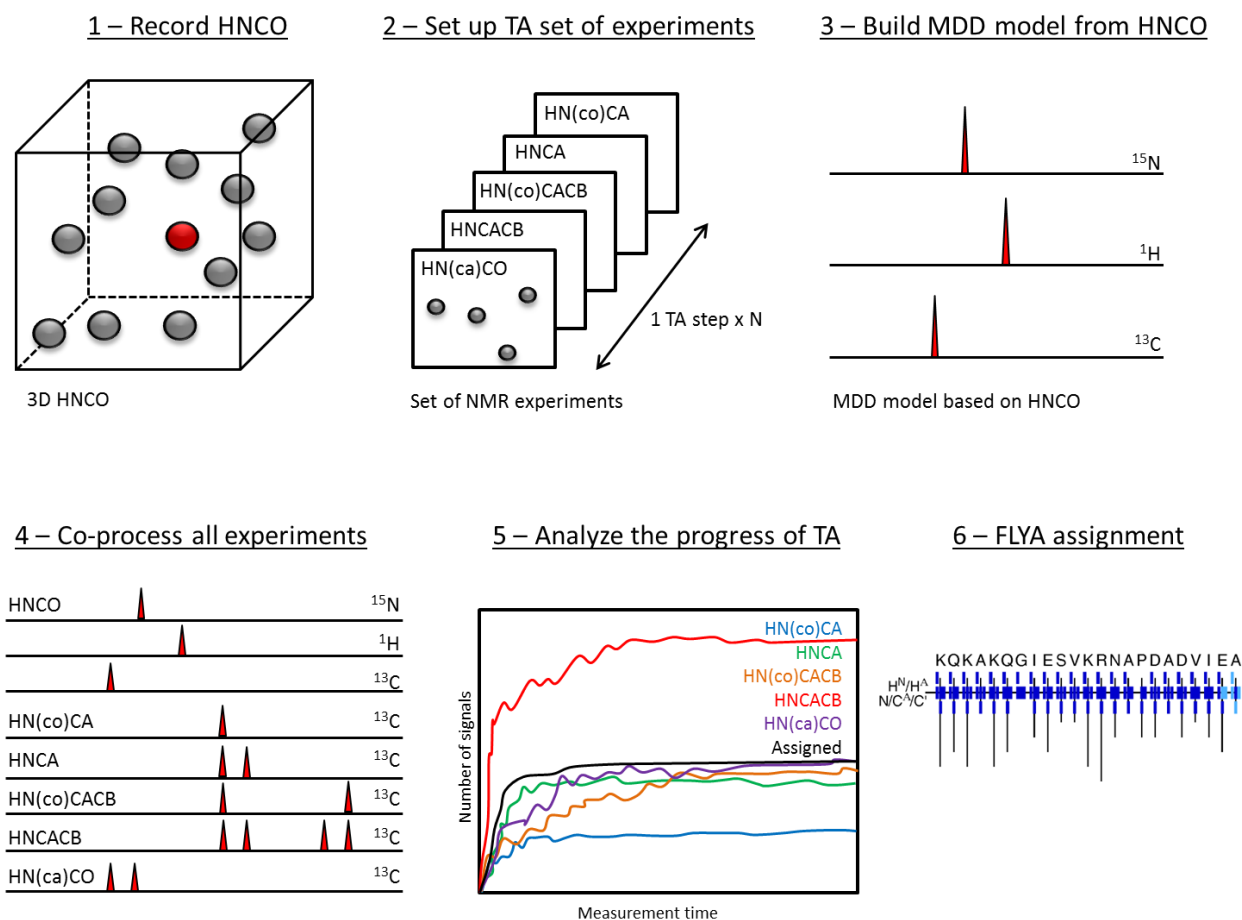 1 – Record HNCO
2 – Set up TA set of experiments
3 – Build MDD model from HNCO
HN(co)CA
HNCA
HN(co)CACB
HNCACB
HN(ca)CO
1 TA step x N
15N
1H
13C
3D HNCO
Set of NMR experiments
MDD model based on HNCO
4 – Co-process all experiments
5 – Analyze the progress of TA
6 – FLYA assignment
HNCO 15N
1H
13C
HN(co)CA 13C
HNCA 13C
HN(co)CACB 13C
HNCACB 13C
HN(ca)CO 13C
Number of signals
HN(co)CA
HNCA
HN(co)CACB
HNCACB
HN(ca)CO
Assigned
Measurement time
KQKAKQGIESVKRNAPDADVIEA
HN/HA
N/CA/C'